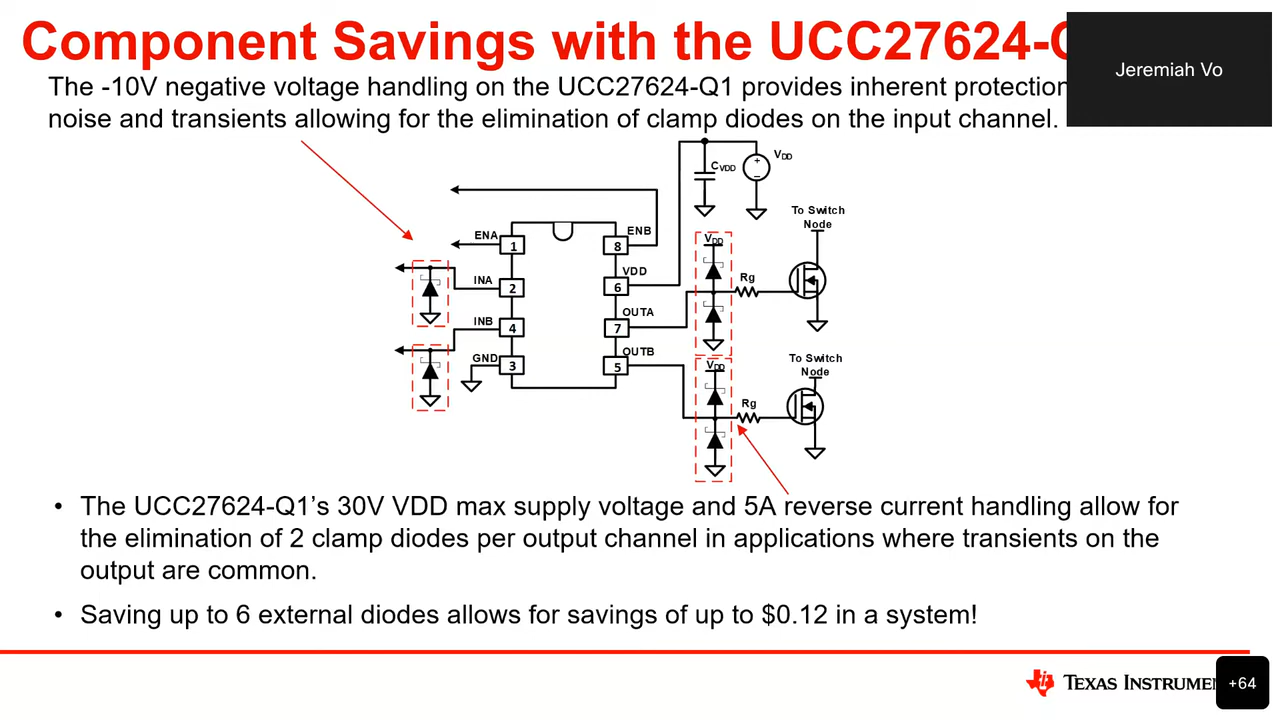 Component Savings with the UCC27624-Q
Jeremiah Vo
The -10V negative voltage handling on the UCC27624-Q1 provides inherent protection
noise and transients allowing for the elimination of clamp diodes on the input channel.
CVDD
VDD
To Switch
Node
ENA
1
ENB
8
VDD
VDD
6
Rg
INA
2
OUTA
7
INB
4
GND
3
OUTB
5
To Switch
Node
VDD
Rg
• The UCC27624-Q1’s 30V VDD max supply voltage and 5A reverse current handling allow for
the elimination of 2 clamp diodes per output channel in applications where transients on the
output are common.
• Saving up to 6 external diodes allows for savings of up to $0.12 in a system!
TEXAS INSTRUME
+64